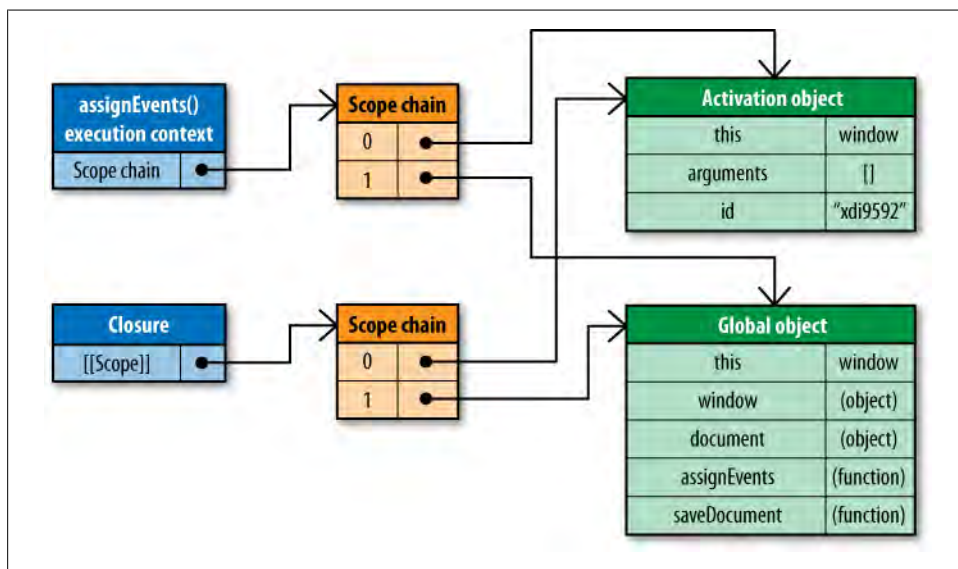 assignEvents()
execution context
Scope chain
Scope chain
0
1
Activation object
this window
arguments []
id “xdi9592”
Closure
[[Scope]]
Scope chain
0
1
Global object
this window
window (object)
document (object)
assignEvents (function)
saveDocument (function)